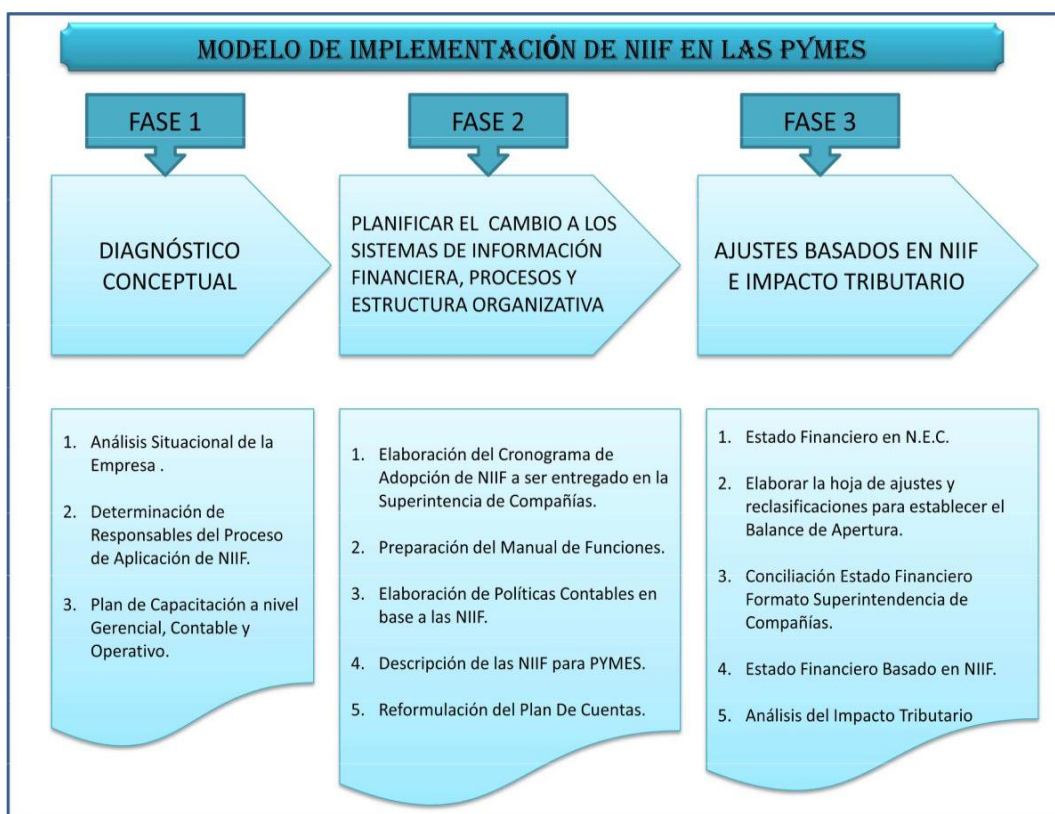 MODELO DE IMPLEMENTACIÓN DE NIIF EN LAS PYMES
FASE 1
DIAGNÓSTICO
CONCEPTUAL
1. Análisis Situacional de la
Empresa .
2. Determinación de
Responsables del Proceso
de Aplicación de NIIF.
3. Plan de Capacitación a nivel
Gerencial, Contable y
Operativo.
FASE 2
PLANIFICAR EL CAMBIO A LOS
SISTEMAS DE INFORMACIÓN
FINANCIERA, PROCESOS Y
ESTRUCTURA ORGANIZATIVA
1. Elaboración del Cronograma de
Adopción de NIIF a ser entregado en la
Superintencia de Compañías.
2. Preparación del Manual de Funciones.
3. Elaboración de Políticas Contables en
base a las NIIF.
4. Descripción de las NIIF para PYMES.
5. Reformulación del Plan De Cuentas.
FASE 3
AJUSTES BASADOS EN NIIF
E IMPACTO TRIBUTARIO
1. Estado Financiero en N.E.C.
2. Elaborar la hoja de ajustes y
reclasificaciones para establecer el
Balance de Apertura.
3. Conciliación Estado Financiero
Formato Superintendencia de
Compañías.
4. Estado Financiero Basado en NIIF.
5. Análisis del Impacto Tributario